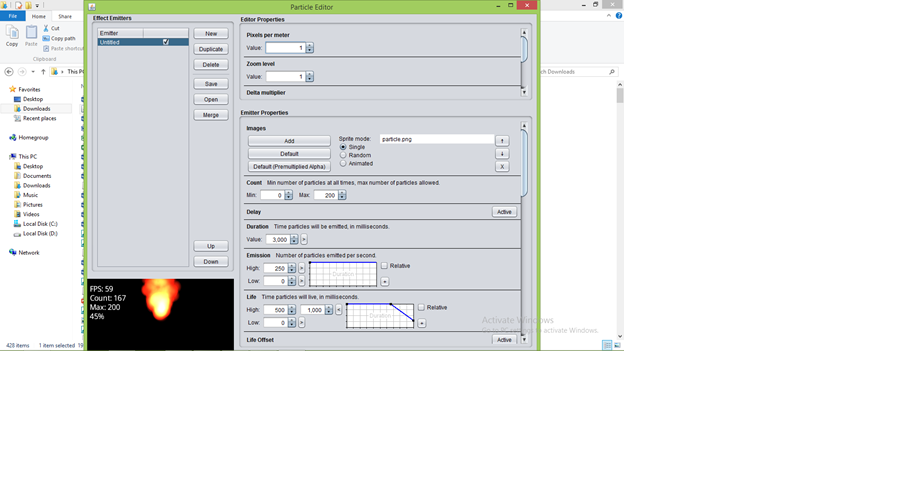 Particle Editor
File
Home
Share
Copy
Paste
Cut
Copy path
Paste shortcut
Clipboard
This PC
Search Downloads
Favorites
Desktop
Downloads
Recent places
Homegroup
This PC
Desktop
Documents
Downloads
Music
Pictures
Videos
Local Disk (C:)
Local Disk (D:)
Network
428 items
1 item selected
Effect Emitters
Emitter
Untitled
New
Duplicate
Delete
Save
Open
Merge
Up
Down
FPS: 59
Count: 167
Max: 200
45%
Editor Properties
Pixels per meter
Value: 1
Zoom level
Value: 1
Delta multiplier
Emitter Properties
Images
Add
Default
Default (Premultiplied Alpha)
Sprite mode:
Single
Random
Animated
particle.png
X
Count Min number of particles at all times, max number of particles allowed.
Min: 0 Max: 200
Delay Active
Duration Time particles will be emitted, in milliseconds.
Value: 3,000 >
Emission Number of particles emitted per second.
High: 250 > Relative
Low: 0 >
Duration
Life Time particles will live, in milliseconds.
High: 500 1,000 < Relative
Low: 0 >
Duration
Life Offset Active
Activate Windows
Go to PC settings to activate Windows.